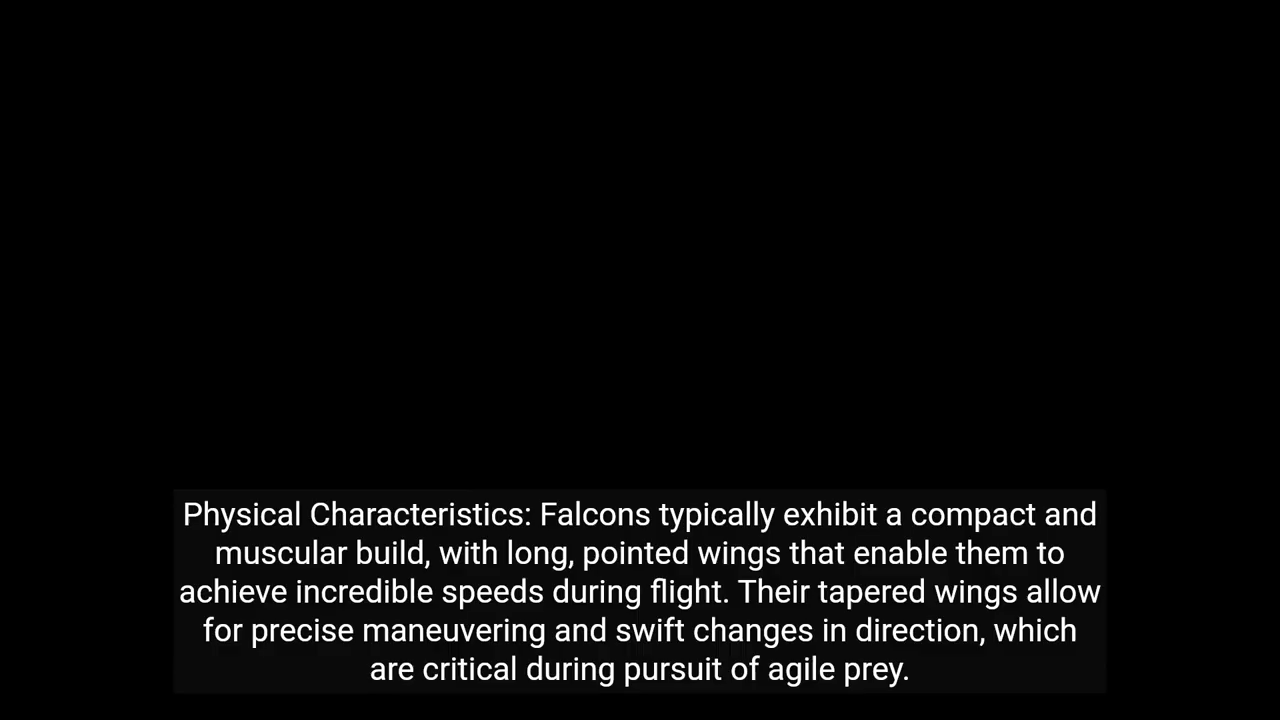 Physical Characteristics: Falcons typically exhibit a compact and
muscular build, with long, pointed wings that enable them to
achieve incredible speeds during flight. Their tapered wings allow
for precise maneuvering and swift changes in direction, which
are critical during pursuit of agile prey.